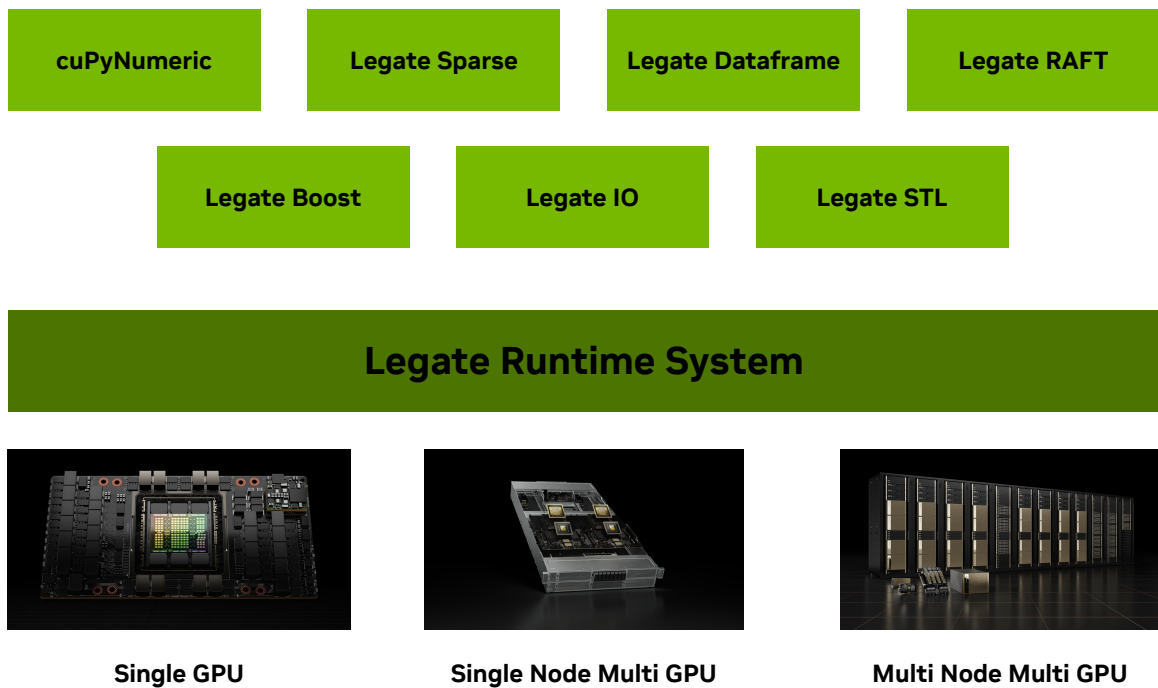 cuPyNumeric
Legate Sparse
Legate Dataframe
Legate RAFT
Legate Boost
Legate IO
Legate STL
Legate Runtime System
Single GPU
Single Node Multi GPU
Multi Node Multi GPU